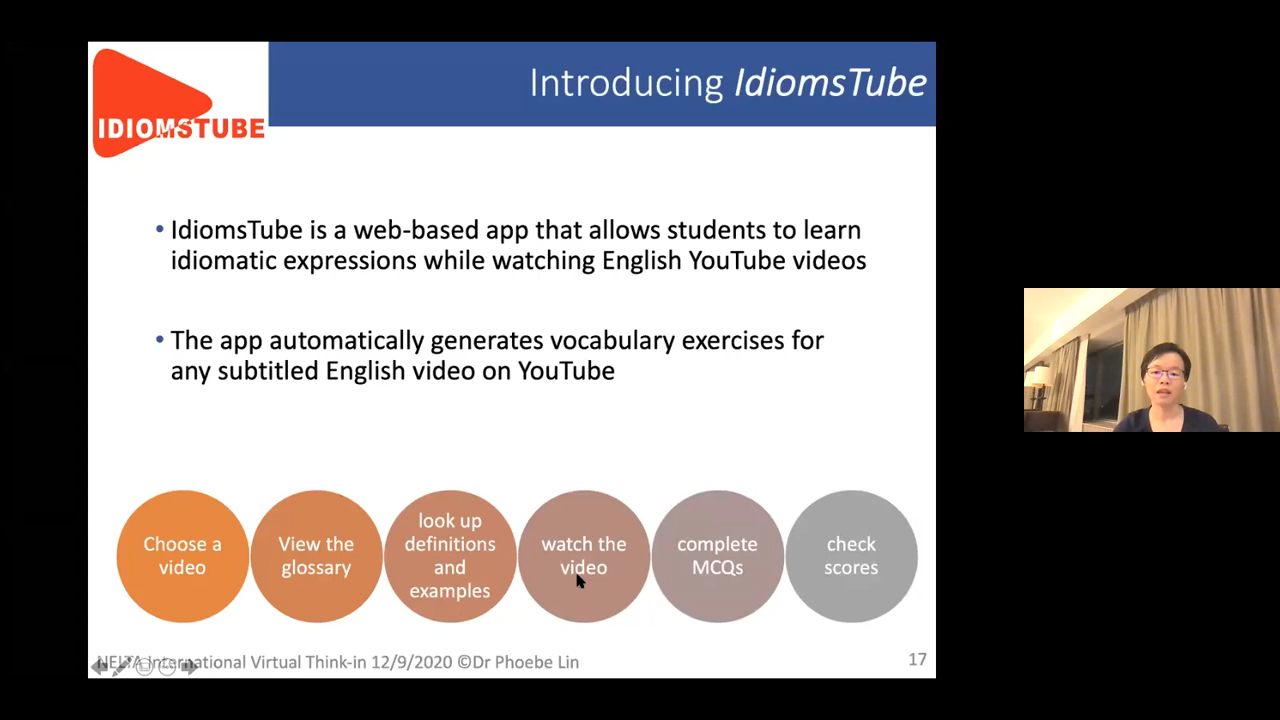 IDIOMSTUBE
Introducing IdiomsTube
• IdiomsTube is a web-based app that allows students to learn
idiomatic expressions while watching English YouTube videos
• The app automatically generates vocabulary exercises for
any subtitled English video on YouTube
Choose a
video
View the
glossary
look up
definitions
and
examples
watch the
video
complete
MCQs
check
scores
NELTA International Virtual Think-in 12/9/2020 ©Dr Phoebe Lin
17